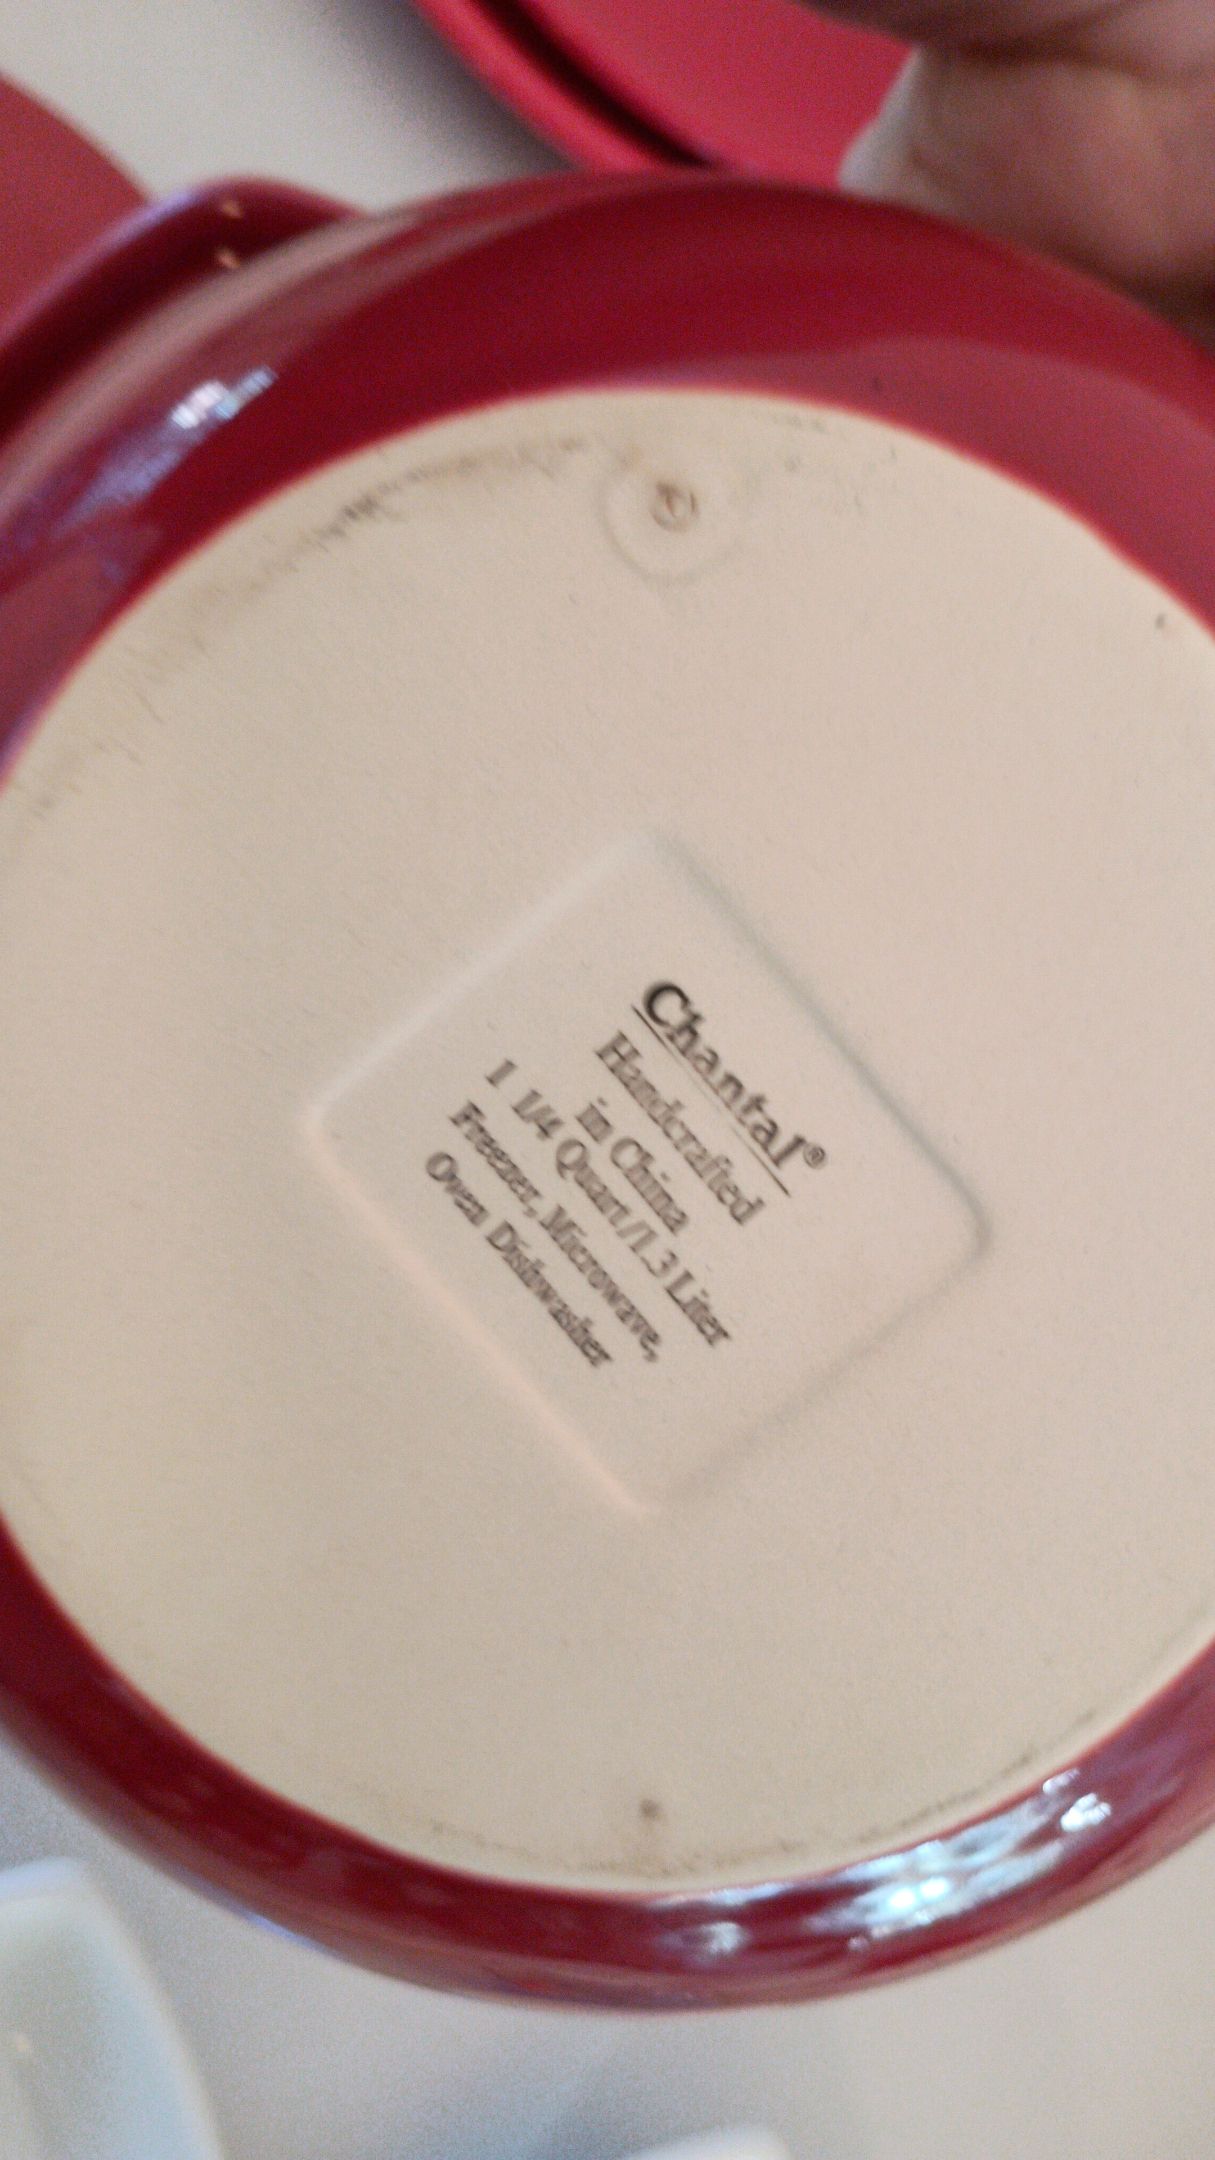 Chantal®
Handcrafted
in China
1 1/4 Quart/1.3 Liter
Freezer, Microwave,
Oven Dishwasher